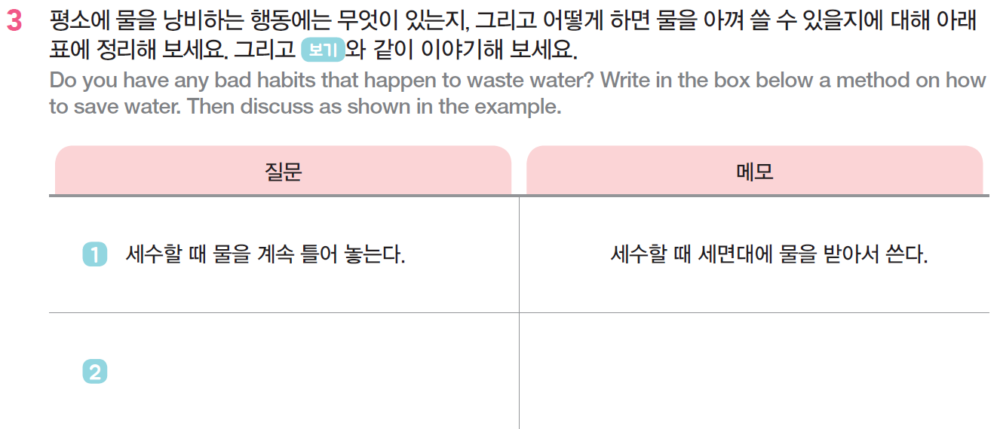 3 평소에 물을 낭비하는 행동에는 무엇이 있는지, 그리고 어떻게 하면 물을 아껴 쓸 수 있을지에 대해 아래
표에 정리해 보세요. 그리고 보기와 같이 이야기해 보세요.
Do you have any bad habits that happen to waste water? Write in the box below a method on how
to save water. Then discuss as shown in the example.
질문 메모
1 세수할 때 물을 계속 틀어 놓는다. 세수할 때 세면대에 물을 받아서 쓴다.
2